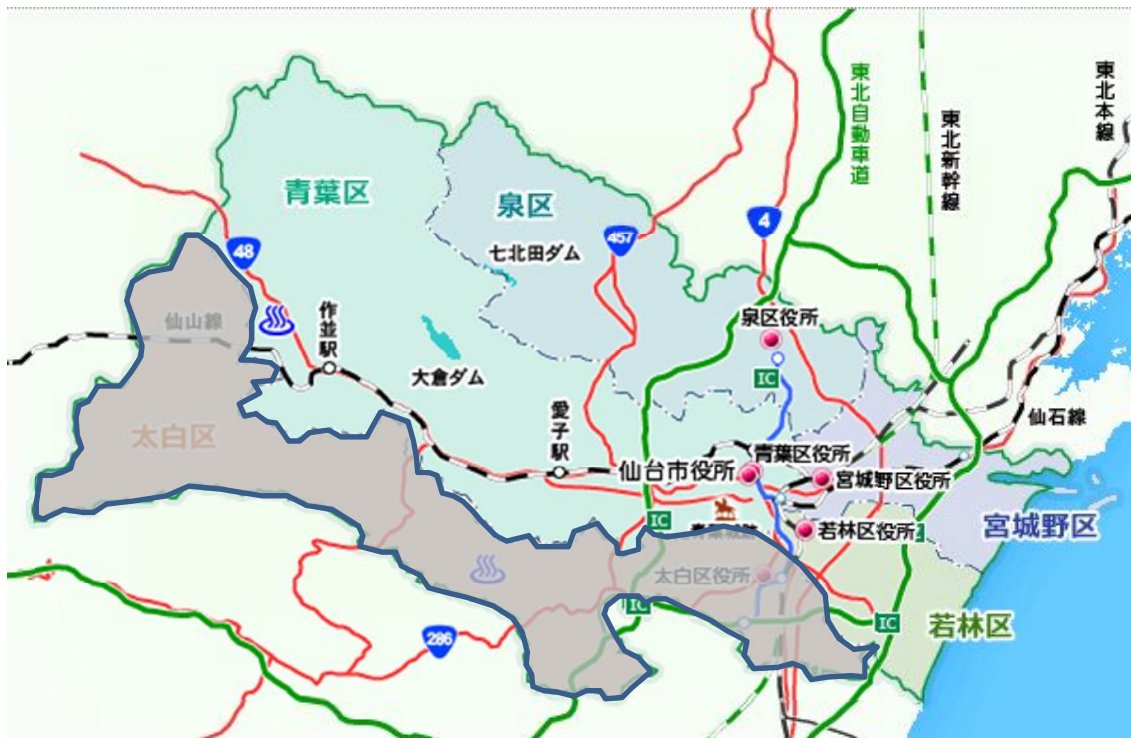 東北自動車道
東北新幹線
東北本線
青葉区
泉区
七北田ダム
457
4
48
仙山線
作並駅
大倉ダム
泉区役所
IC
太白区
愛子駅
仙石線
仙台市役所
青葉区役所
宮城野区役所
宮城野区
IC
青葉城跡
若林区役所
太白区役所
IC
IC
若林区
286